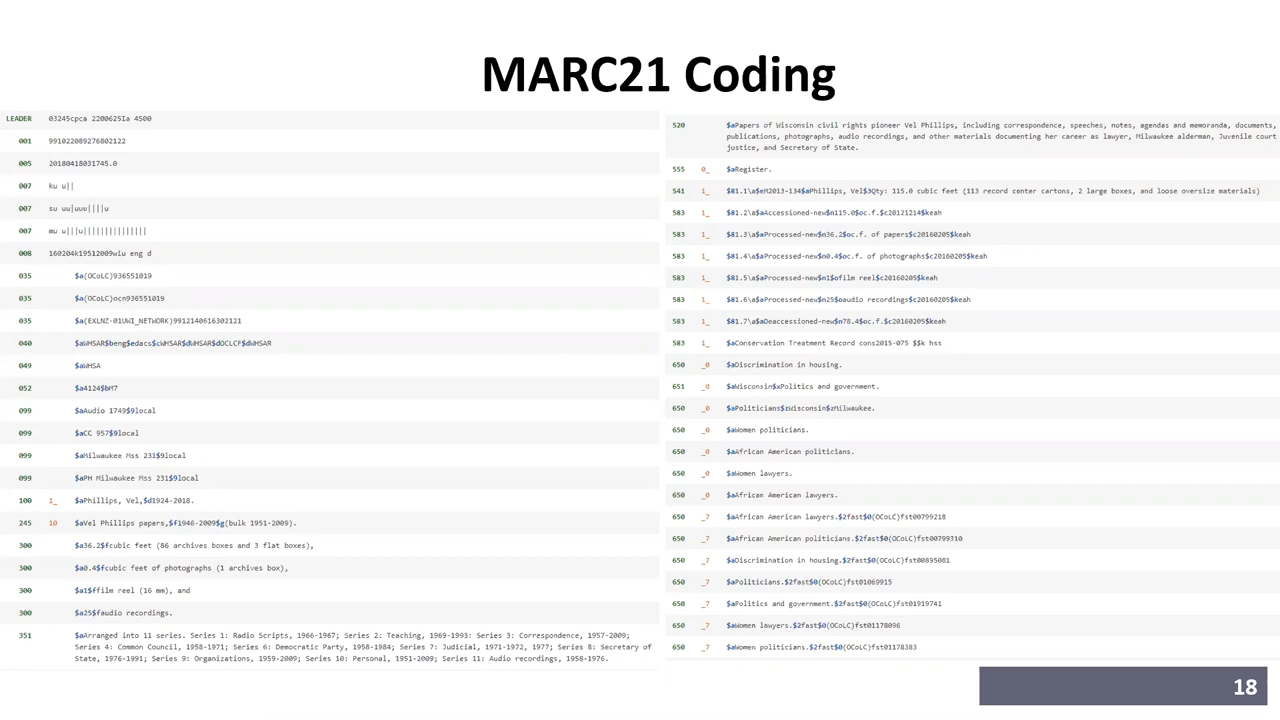 MARC21 Coding
LEADER 03245cpca 2200625Ia 4500
001 991022089276802122
005 20180418031745.0
007 ku u||
007 su uu|uuu||||u
007 mu u|||u|||||||||||||||
008 160204k19512009wiu eng d
035 $a(OCoLC)936551019
035 $a(OCoLC)ocn936551019
035 $a(EXLNZ-01UWI_NETWORK)9912140616302121
040 $aWHSAR$beng$edacs$cWHSAR$dWHSAR$dOCLCF$dWHSAR
049 $aWHSA
052 $a4124$bM7
099 $aAudio 1749$9local
099 $aCC 957$9local
099 $aMilwaukee Mss 231$9local
099 $aPH Milwaukee Mss 231$9local
100 1_ $aPhillips, Vel,$d1924-2018.
245 10 $aVel Phillips papers,$f1946-2009$g(bulk 1951-2009).
300 $a36.2$fcubic feet (86 archives boxes and 3 flat boxes),
300 $a0.4$fcubic feet of photographs (1 archives box),
300 $a1$ffilm reel (16 mm), and
300 $a25$faudio recordings.
351 $aArranged into 11 series. Series 1: Radio Scripts, 1966-1967; Series 2: Teaching, 1969-1993: Series 3: Correspondence, 1957-2009;
Series 4: Common Council, 1958-1971; Series 6: Democratic Party, 1958-1984; Series 7: Judicial, 1971-1972, 1977; Series 8: Secretary of
State, 1976-1991; Series 9: Organizations, 1959-2009; Series 10: Personal, 1951-2009; Series 11: Audio recordings, 1958-1976.
520 $aPapers of Wisconsin civil rights pioneer Vel Phillips, including correspondence, speeches, notes, agendas and memoranda, documents,
publications, photographs, audio recordings, and other materials documenting her career as lawyer, Milwaukee alderman, Juvenile court
justice, and Secretary of State.
555 0_ $aRegister.
541 1_ $81.1\a$eM2013-134$aPhillips, Vel$3Qty: 115.0 cubic feet (113 record center cartons, 2 large boxes, and loose oversize materials)
583 1_ $81.2\a$aAccessioned-new$n115.0$oc.f.$c20121214$keah
583 1_ $81.3\a$aProcessed-new$n36.2$oc.f. of papers$c20160205$keah
583 1_ $81.4\a$aProcessed-new$n0.4$oc.f. of photographs$c20160205$keah
583 1_ $81.5\a$aProcessed-new$n1$ofilm reel$c20160205$keah
583 1_ $81.6\a$aProcessed-new$n25$oaudio recordings$c20160205$keah
583 1_ $81.7\a$aDeaccessioned-new$n78.4$oc.f.$c20160205$keah
583 1_ $aConservation Treatment Record cons2015-075 $$k hss
650 _0 $aDiscrimination in housing.
651 _0 $aWisconsin$xPolitics and government.
650 _0 $aPoliticians$zWisconsin$zMilwaukee.
650 _0 $aWomen politicians.
650 _0 $aAfrican American politicians.
650 _0 $aWomen lawyers.
650 _0 $aAfrican American lawyers.
650 _7 $aAfrican American lawyers.$2fast$0(OCoLC)fst00799218
650 _7 $aAfrican American politicians.$2fast$0(OCoLC)fst00799310
650 _7 $aDiscrimination in housing.$2fast$0(OCoLC)fst00895081
650 _7 $aPoliticians.$2fast$0(OCoLC)fst01069915
650 _7 $aPolitics and government.$2fast$0(OCoLC)fst01919741
650 _7 $aWomen lawyers.$2fast$0(OCoLC)fst01178096
650 _7 $aWomen politicians.$2fast$0(OCoLC)fst01178383
18